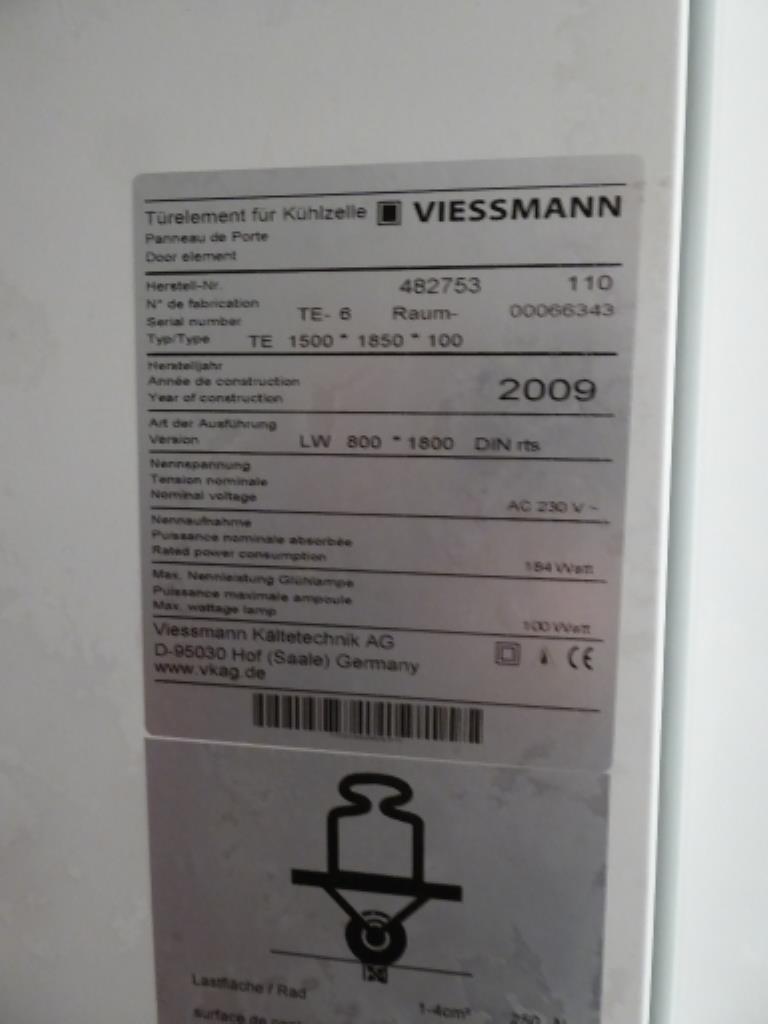 Türelement für Kühlzelle VIESSMANN
Panneau de Porte
Door element
Herstell-Nr. 482753 110
N° de fabrication
Serial number TE- 6 Raum- 00066343
Typ/Type TE 1500 * 1850 * 100
Herstelljahr
Année de construction
Year of construction 2009
Art der Ausführung
Version LW 800 * 1800 DIN rts
Nennspannung
Tension nominale
Nominal voltage AC 230 V ~
Nennaufnahme
Puissance nominale absorbée
Rated power consumption 184 Watt
Max. Nennleistung Glühlampe
Puissance maximale ampoule
Max. wattage lamp 100 Watt
Viessmann Kältetechnik AG
D-95030 Hof (Saale) Germany
www.vkag.de CE
Lastfläche / Rad 1-4cm² 250
surface de